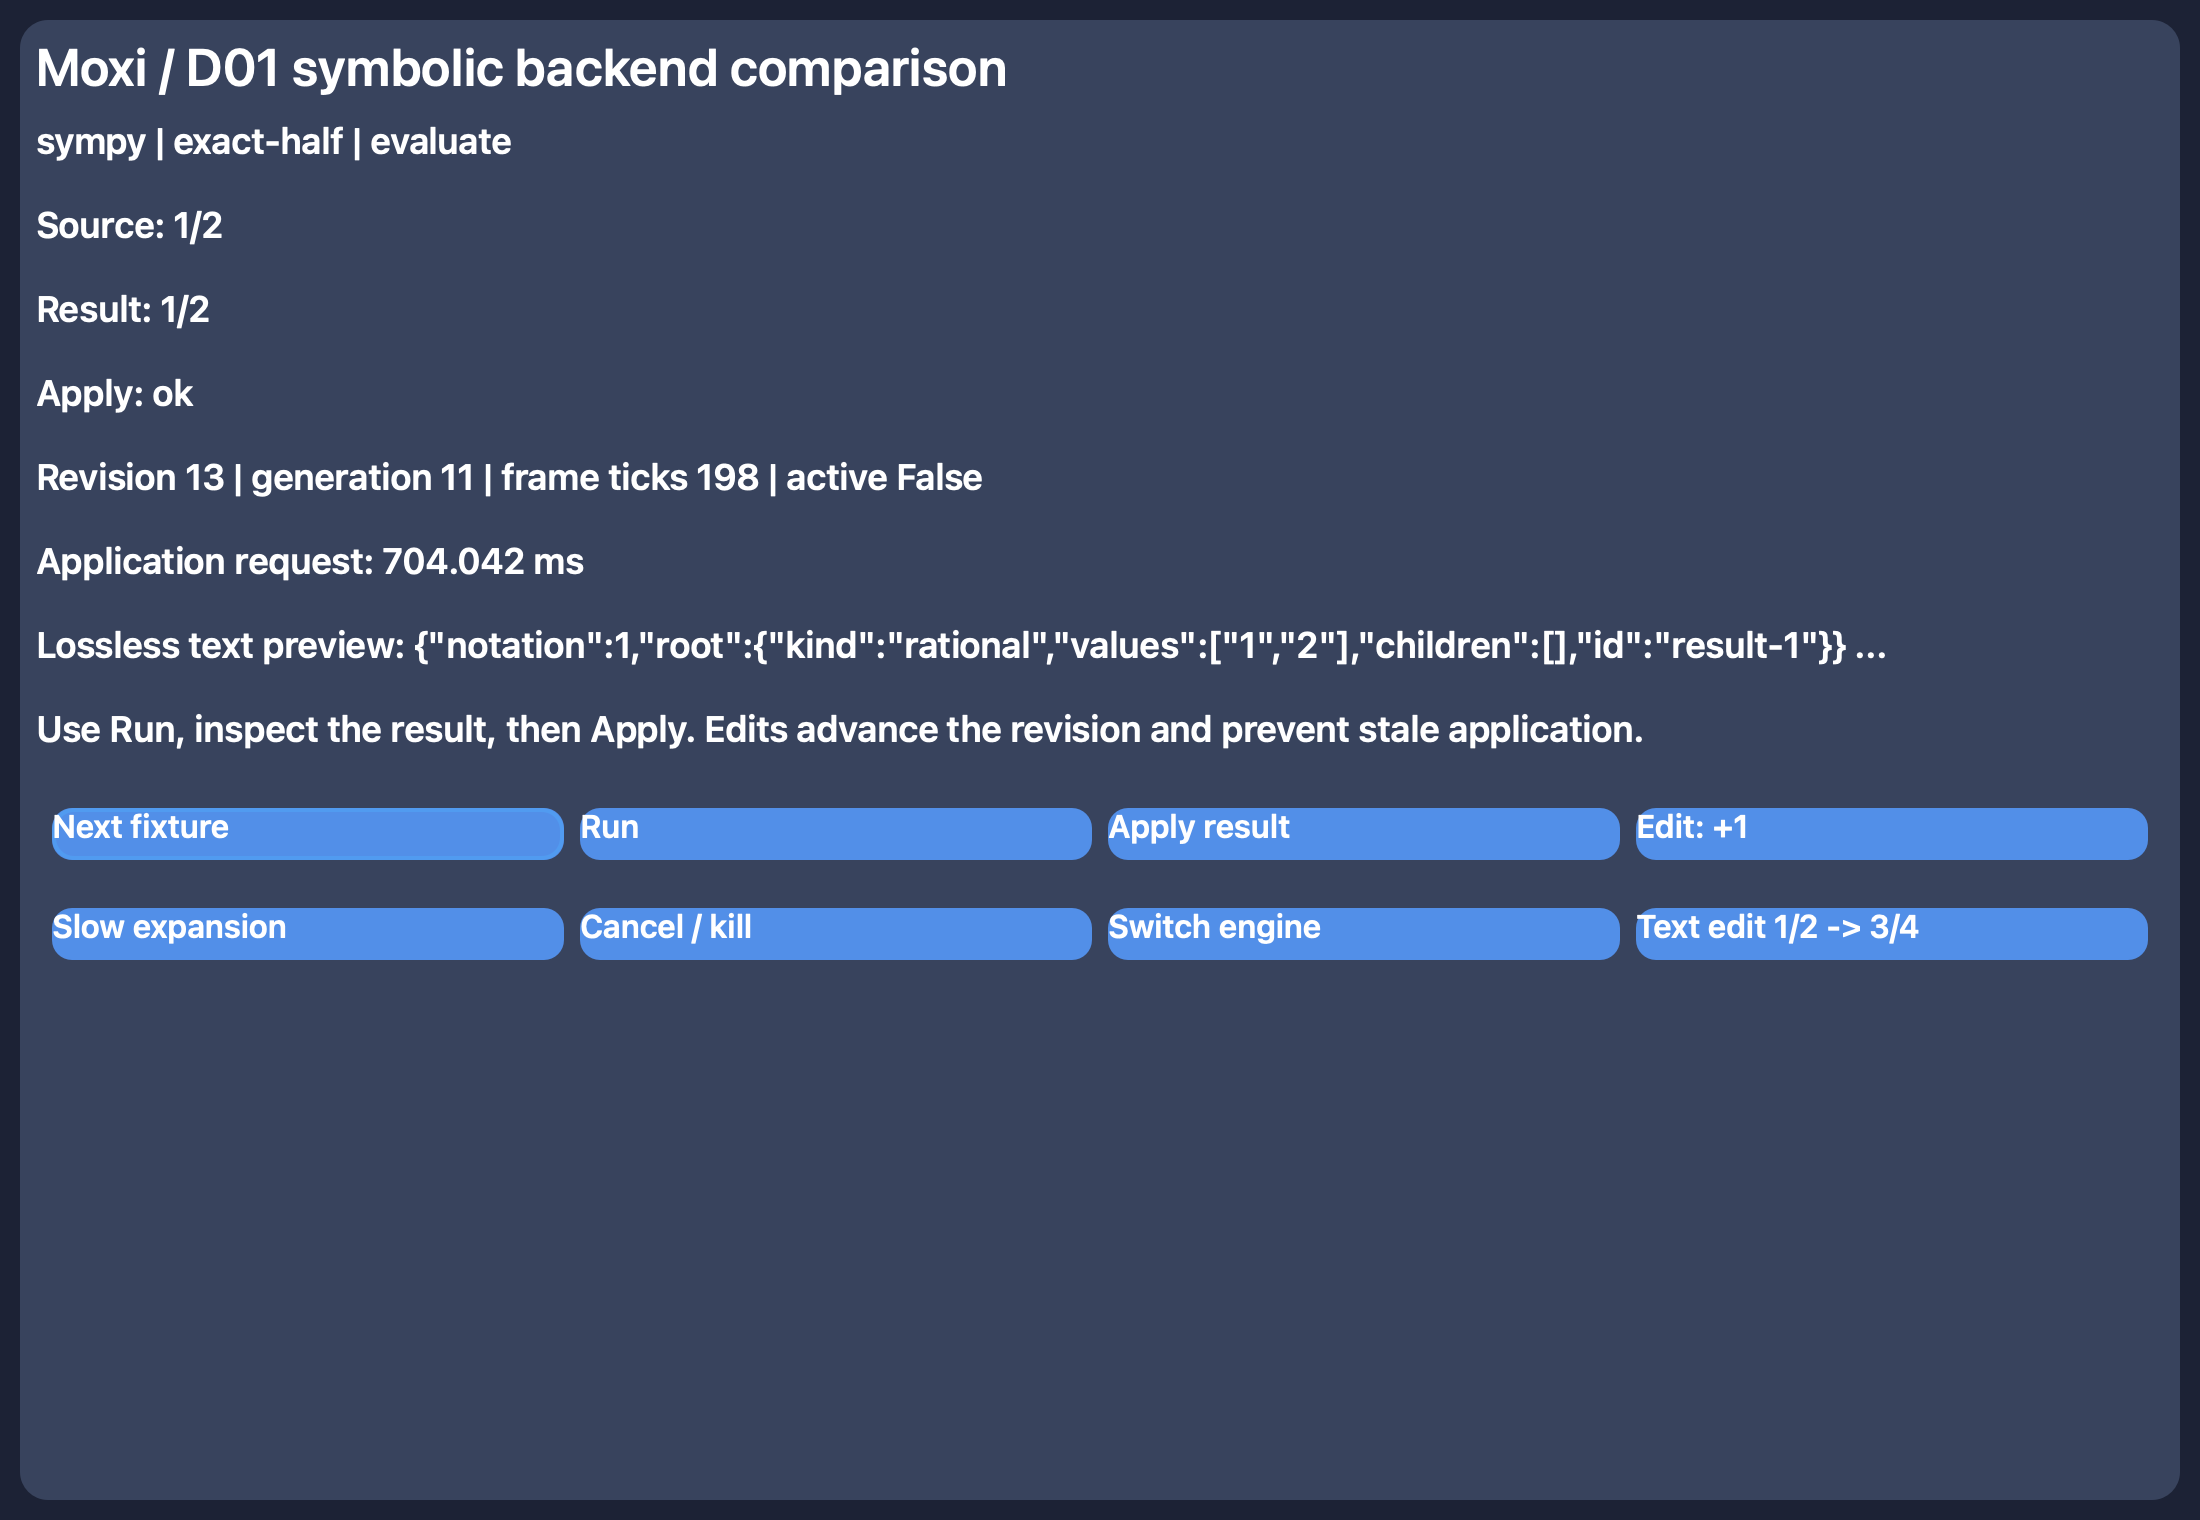 Moxi / D01 symbolic backend comparison
sympy | exact-half | evaluate
Source: 1/2
Result: 1/2
Apply: ok
Revision 13 | generation 11 | frame ticks 198 | active False
Application request: 704.042 ms
Lossless text preview: {"notation":1,"root":{"kind":"rational","values":["1","2"],"children":[],"id":"result-1"}} ...
Use Run, inspect the result, then Apply. Edits advance the revision and prevent stale application.
Next fixture
Run
Apply result
Edit: +1
Slow expansion
Cancel / kill
Switch engine
Text edit 1/2 -> 3/4